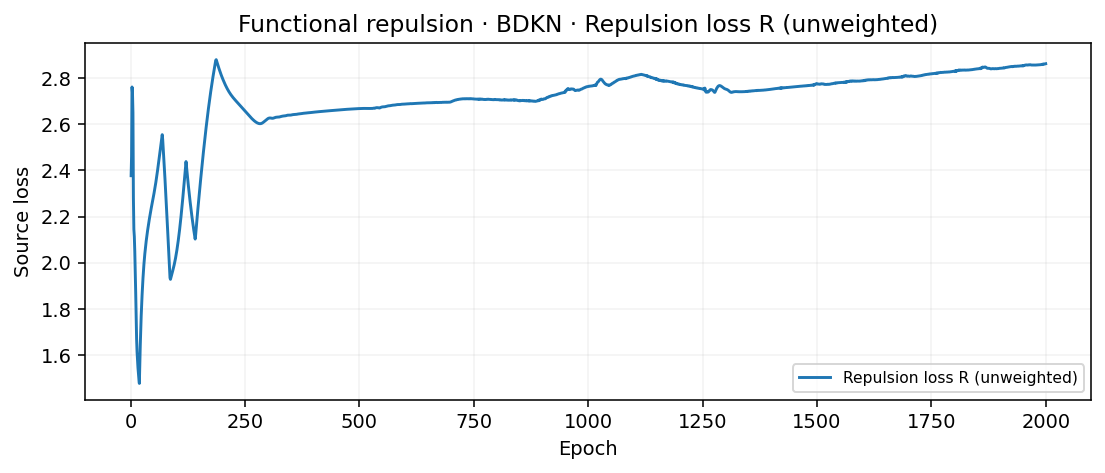 Functional repulsion · BDKN · Repulsion loss R (unweighted)
Source loss
2.8
2.6
2.4
2.2
2.0
1.8
1.6
Repulsion loss R (unweighted)
0 250 500 750 1000 1250 1500 1750 2000
Epoch